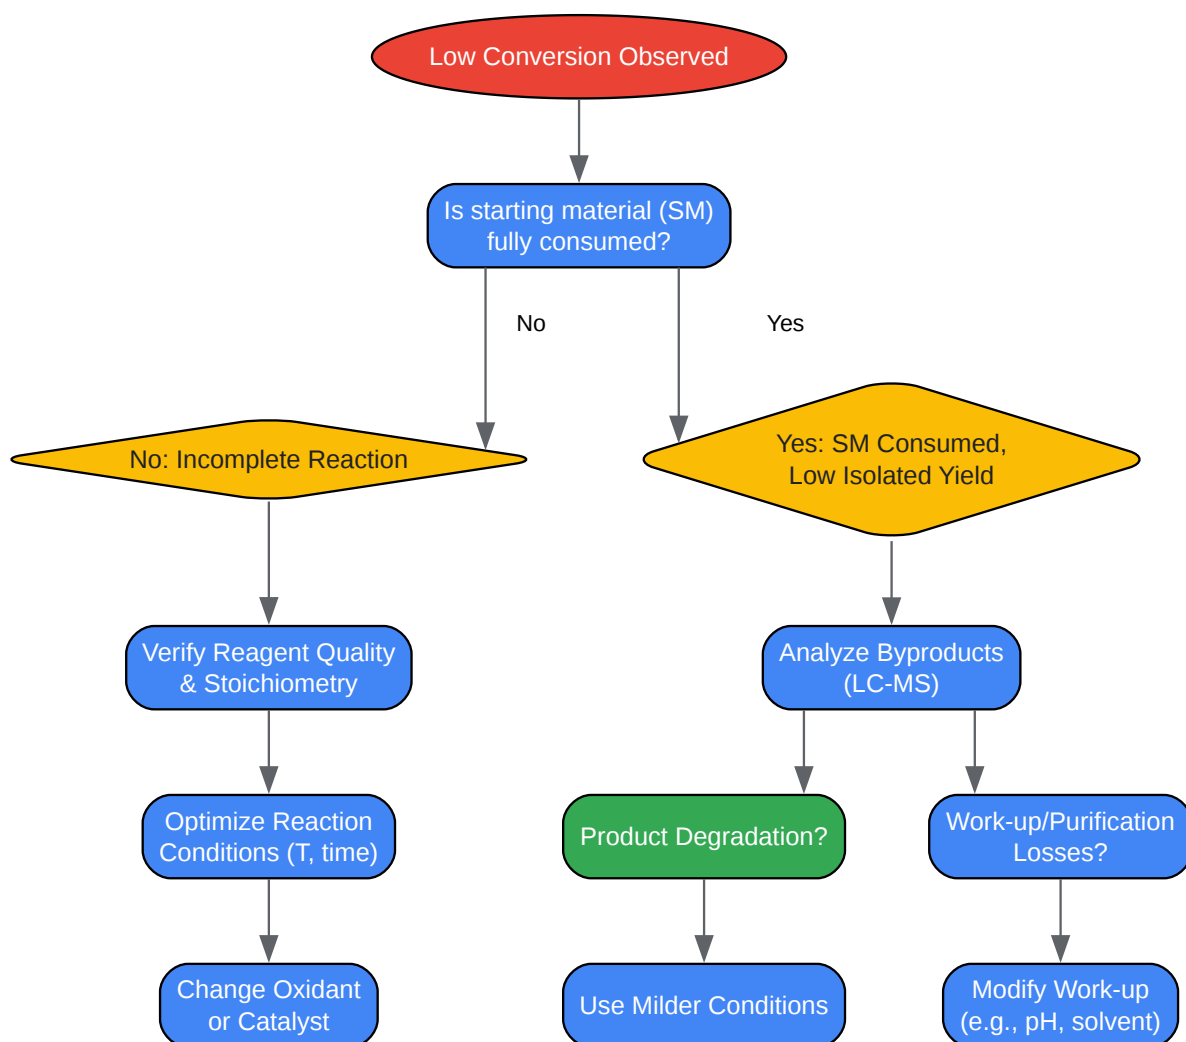 Low Conversion Observed
Is starting material (SM)
fully consumed?
No
Yes
No: Incomplete Reaction
Yes: SM Consumed,
Low Isolated Yield
Verify Reagent Quality
& Stoichiometry
Analyze Byproducts
(LC-MS)
Optimize Reaction
Conditions (T, time)
Product Degradation?
Work-up/Purification
Losses?
Change Oxidant
or Catalyst
Use Milder Conditions
Modify Work-up
(e.g., pH, solvent)